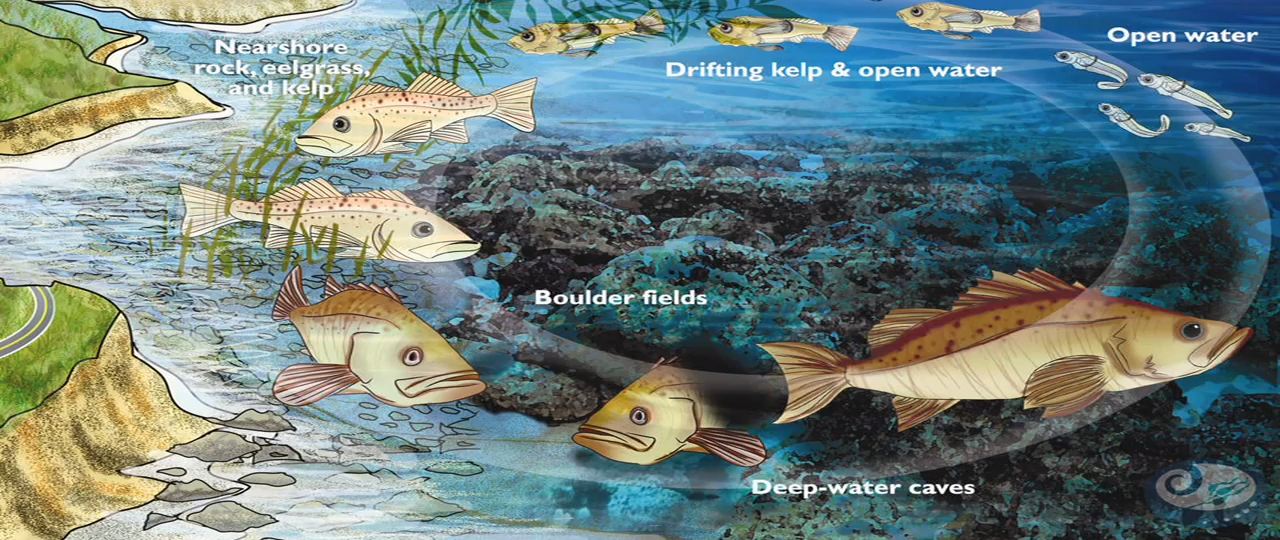 Nearshore
rock, eelgrass,
and kelp
Drifting kelp & open water
Open water
Boulder fields
Deep-water caves